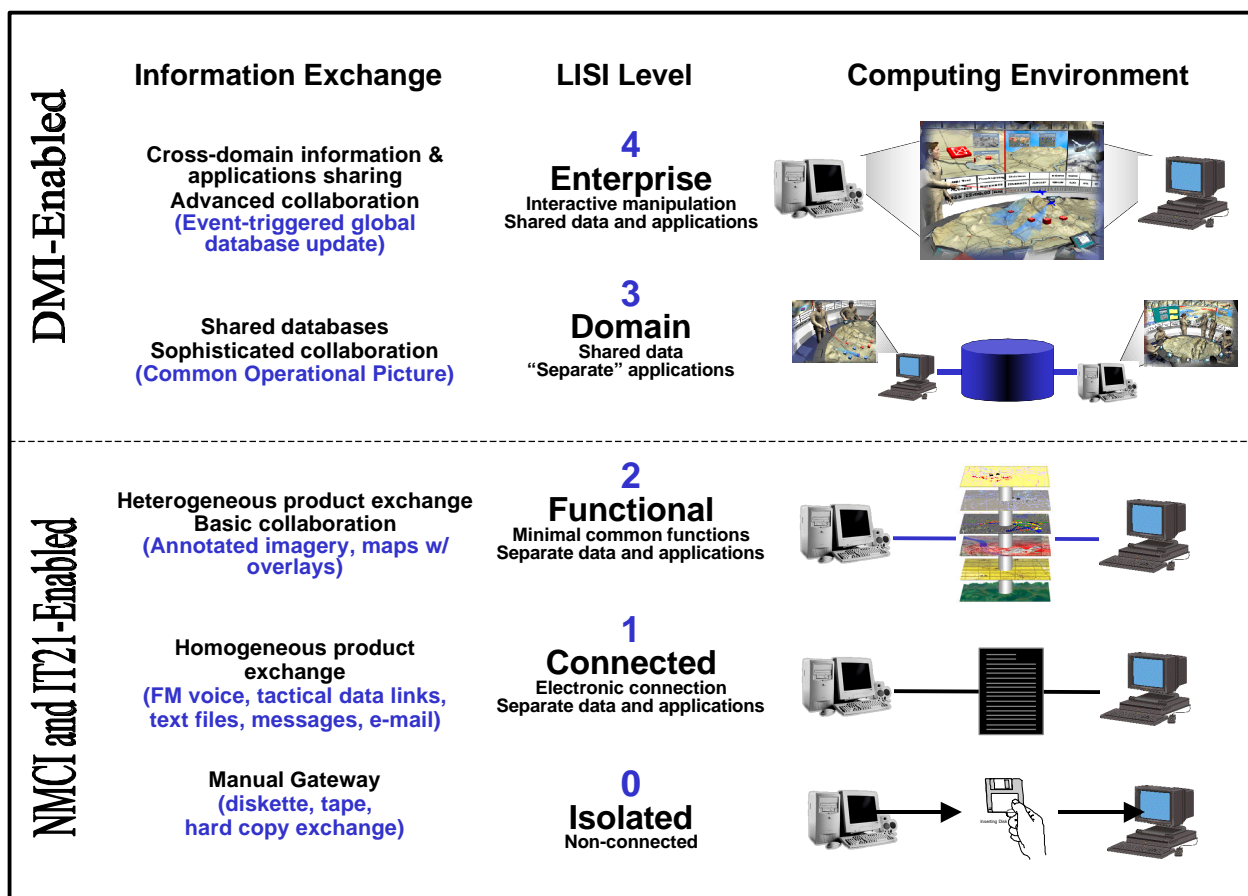 Information Exchange
LISI Level
Computing Environment
DMI-Enabled
Cross-domain information &
applications sharing
Advanced collaboration
(Event-triggered global
database update)
4
Enterprise
Interactive manipulation
Shared data and applications
Shared databases
Sophisticated collaboration
(Common Operational Picture)
3
Domain
Shared data
“Separate” applications
NMCI and IT21-Enabled
Heterogeneous product exchange
Basic collaboration
(Annotated imagery, maps w/
overlays)
2
Functional
Minimal common functions
Separate data and applications
Homogeneous product
exchange
(FM voice, tactical data links,
text files, messages, e-mail)
1
Connected
Electronic connection
Separate data and applications
Manual Gateway
(diskette, tape,
hard copy exchange)
0
Isolated
Non-connected
Inserting Disk